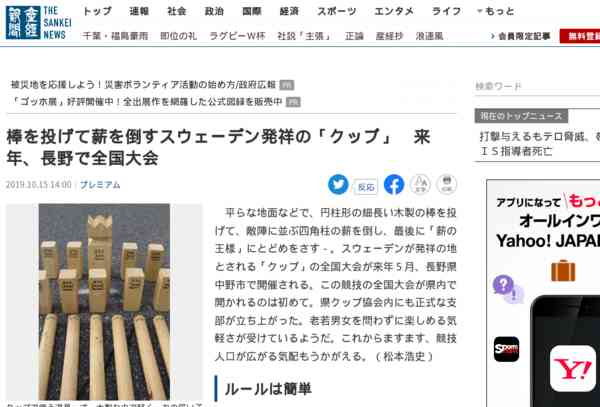 産經新聞
THE SANKEI NEWS
トップ 速報 社会 政治 国際 経済 スポーツ エンタメ ライフ もっと
千葉・福島豪雨 即位の礼 ラグビーＷ杯 社説「主張」 正論 産経抄 浪速風
会員限定記事
無料登録
被災地を応援しよう！災害ボランティア活動の始め方/政府広報 PR
「ゴッホ展」好評開催中！全出展作を網羅した公式図録を販売中 PR
検索ワード
棒を投げて薪を倒すスウェーデン発祥の「クッブ」 来
年、長野で全国大会
2019.10.15 14:00 プレミアム
反応
文字
印刷
平らな地面などで、円柱形の細長い木製の棒を投
げて、敵陣に並ぶ四角柱の薪を倒し、最後に「薪の
王様」にとどめをさす－。スウェーデンが発祥の地
とされる「クッブ」の全国大会が来年５月、長野県
中野市で開催される。この競技の全国大会が県内で
開かれるのは初めて。県クッブ協会内にも正式な支
部が立ち上がった。老若男女を問わずに楽しめる気
軽さが受けているようだ。これからますます、競技
人口が広がる気配もうかがえる。（松本浩史）
ルールは簡単
現在のトップニュース
打撃与えるもテロ脅威、
ＩＳ指導者死亡
アプリになって もっ
オールインワ
Yahoo! JAPAN
Y!